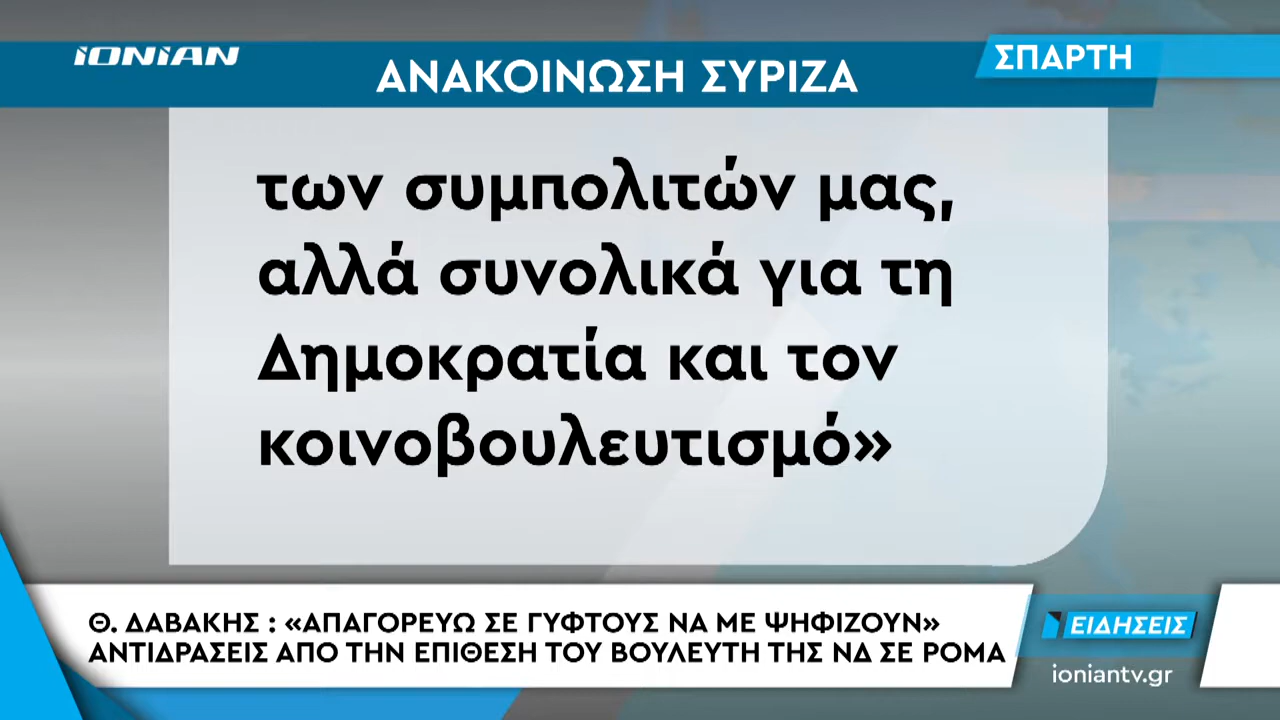 IONIAN
ΑΝΑΚΟΙΝΩΣΗ ΣΥΡΙΖΑ
ΣΠΑΡΤΗ
των συμπολιτών μας,
αλλά συνολικά για τη
Δημοκρατία και τον
κοινοβουλευτισμό»
Θ. ΔΑΒΑΚΗΣ : «ΑΠΑΓΟΡΕΥΩ ΣΕ ΓΥΦΤΟΥΣ ΝΑ ΜΕ ΨΗΦΙΖΟΥΝ»
ΑΝΤΙΔΡΑΣΕΙΣ ΑΠΟ ΤΗΝ ΕΠΙΘΕΣΗ ΤΟΥ ΒΟΥΛΕΥΤΗ ΤΗΣ ΝΔ ΣΕ ΡΟΜΑ
ΕΙΔΗΣΕΙΣ
ioniantv.gr